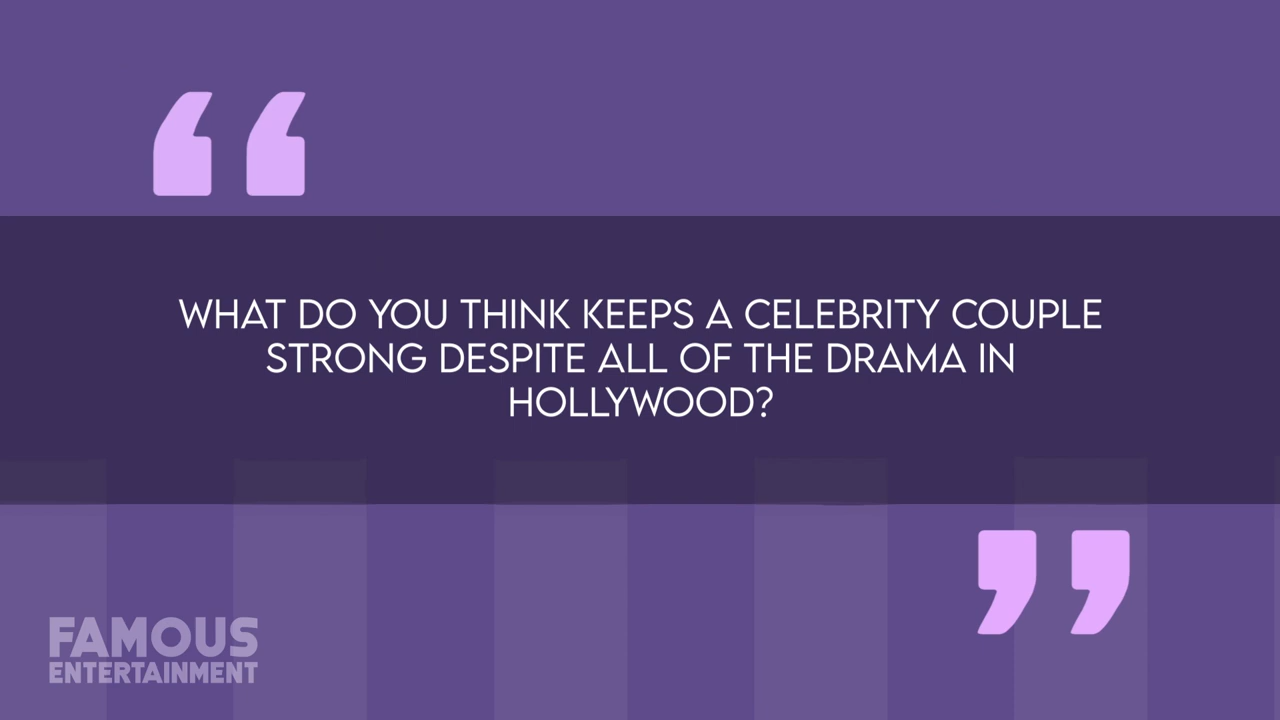 “
WHAT DO YOU THINK KEEPS A CELEBRITY COUPLE
STRONG DESPITE ALL OF THE DRAMA IN
HOLLYWOOD?
”
FAMOUS
ENTERTAINMENT